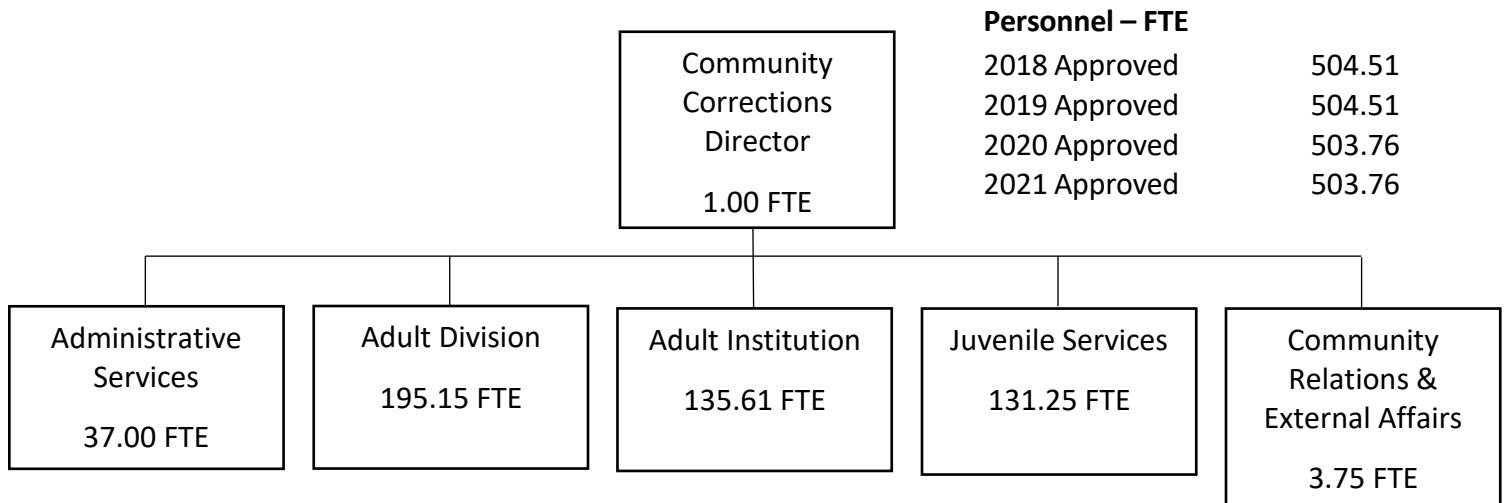 Community
Corrections
Director
1.00 FTE
Personnel – FTE
2018 Approved 504.51
2019 Approved 504.51
2020 Approved 503.76
2021 Approved 503.76
Administrative
Services
37.00 FTE
Adult Division
195.15 FTE
Adult Institution
135.61 FTE
Juvenile Services
131.25 FTE
Community
Relations &
External Affairs
3.75 FTE